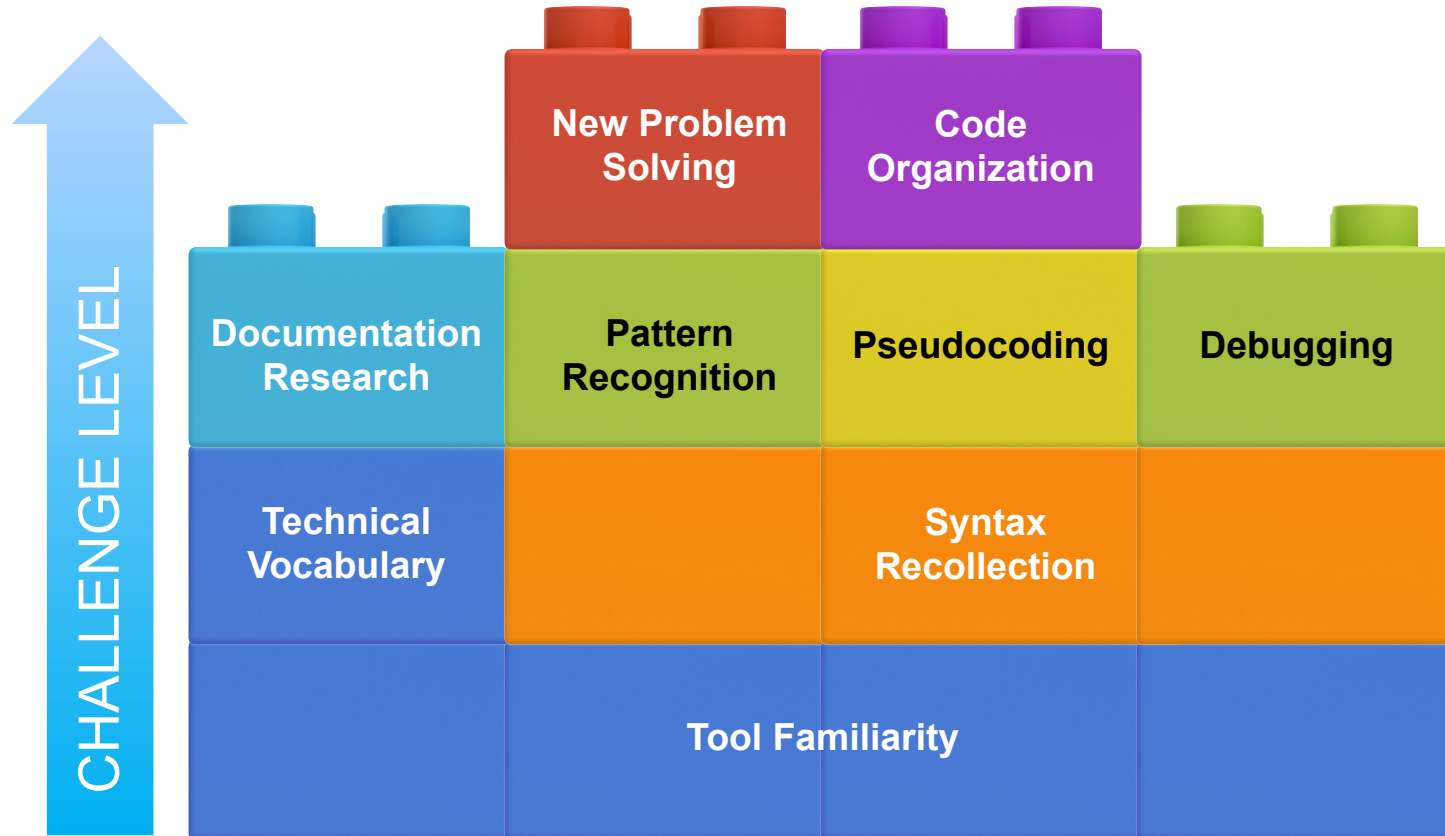 New Problem
Solving
Code
Organization
Documentation
Research
Pattern
Recognition
Pseudocoding
Debugging
Technical
Vocabulary
Syntax
Recollection
Tool Familiarity
CHALLENGE LEVEL